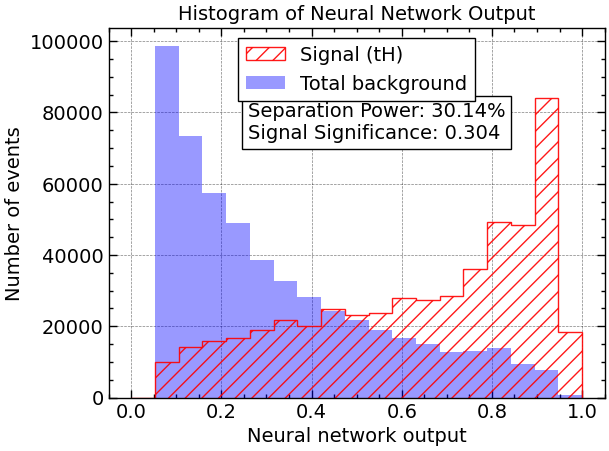 Histogram of Neural Network Output
Signal (tH)
Total background
Separation Power: 30.14%
Signal Significance: 0.304
Number of events
100000
80000
60000
40000
20000
0
0.0 0.2 0.4 0.6 0.8 1.0
Neural network output